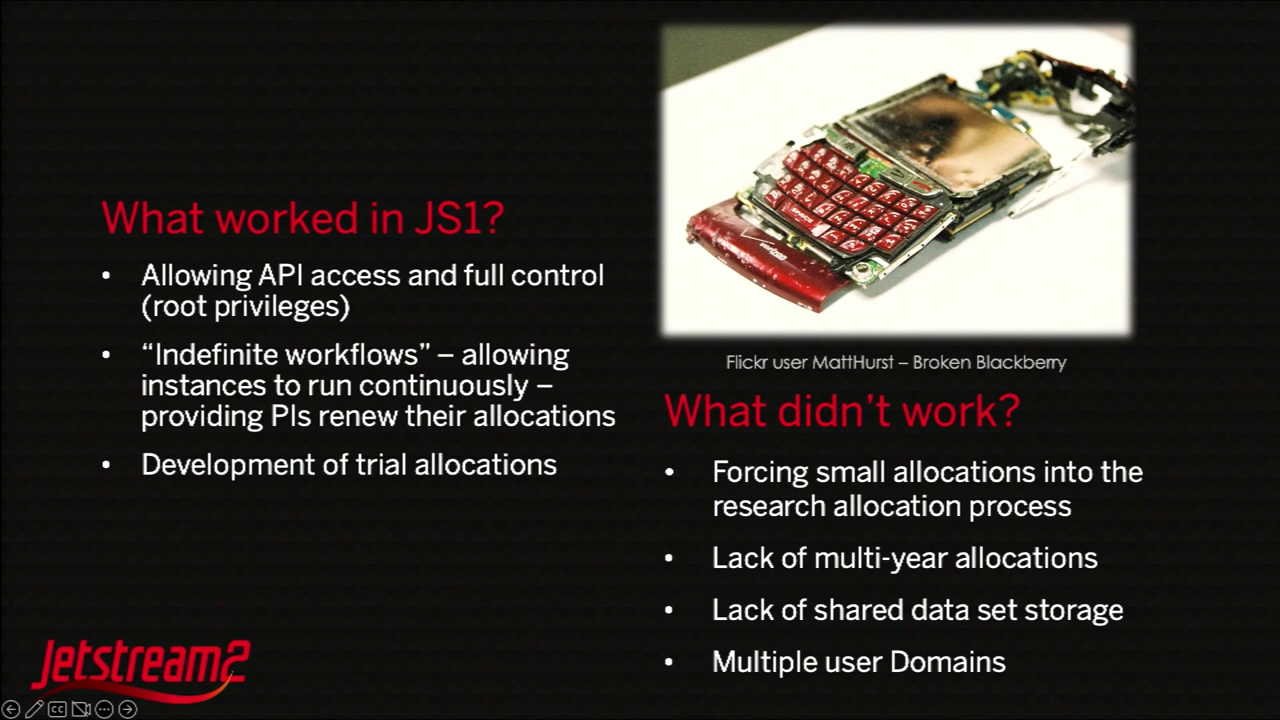 What worked in JS1?
• Allowing API access and full control
(root privileges)
• “Indefinite workflows” – allowing
instances to run continuously –
providing PIs renew their allocations
• Development of trial allocations
Flickr user MattHurst – Broken Blackberry
What didn’t work?
• Forcing small allocations into the
research allocation process
• Lack of multi-year allocations
• Lack of shared data set storage
• Multiple user Domains
Jetstream2
CC